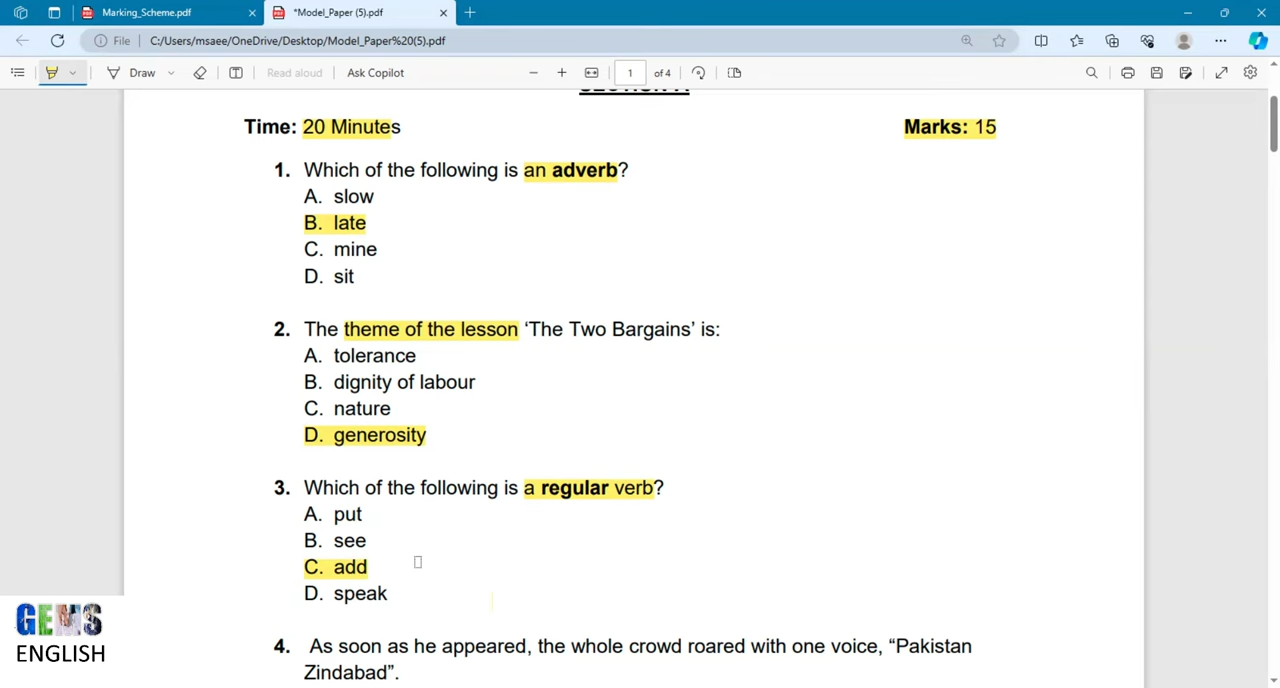 Marking_Scheme.pdf
*Model_Paper (5).pdf
File
C:/Users/msaee/OneDrive/Desktop/Model_Paper%20(5).pdf
Draw
Read aloud
Ask Copilot
1 of 4
Time: 20 Minutes
Marks: 15
1. Which of the following is an adverb?
A. slow
B. late
C. mine
D. sit
2. The theme of the lesson ‘The Two Bargains’ is:
A. tolerance
B. dignity of labour
C. nature
D. generosity
3. Which of the following is a regular verb?
A. put
B. see
C. add
D. speak
4. As soon as he appeared, the whole crowd roared with one voice, “Pakistan
Zindabad”.
GEMS
ENGLISH